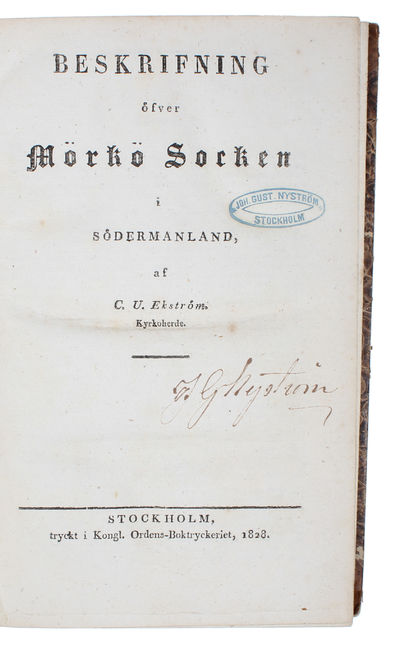 BESKRIFNING
öfver
Mörkö Socken
i
JOH. GUST. NYSTRÖM,
STOCKHOLM
SÖDERMANLAND,
af
C. U. Ekström,
Kyrkoherde.
J G Nyström
STOCKHOLM,
tryckt i Kongl. Ordens-Boktryckeriet, 1828.